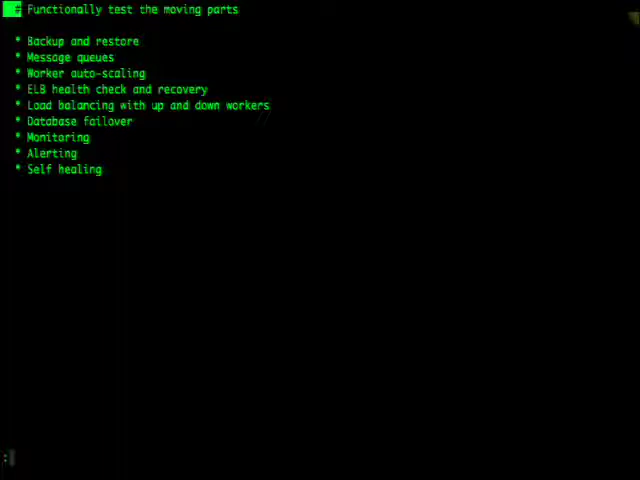 # Functionally test the moving parts
* Backup and restore
* Message queues
* Worker auto-scaling
* ELB health check and recovery
* Load balancing with up and down workers
* Database failover
* Monitoring
* Alerting
* Self healing
: